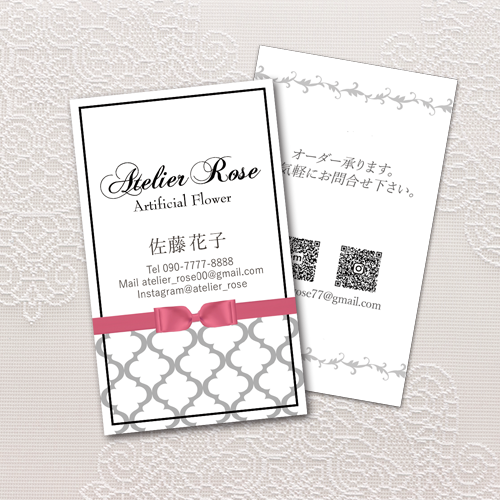 Atelier Rose
Artificial Flower
佐藤 花子
Tel 090-7777-8888
Mail atelier_rose00@gmail.com
Instagram@atelier_rose
オーダー承ります。
気軽にお問合せ下さい。
rose77@gmail.com